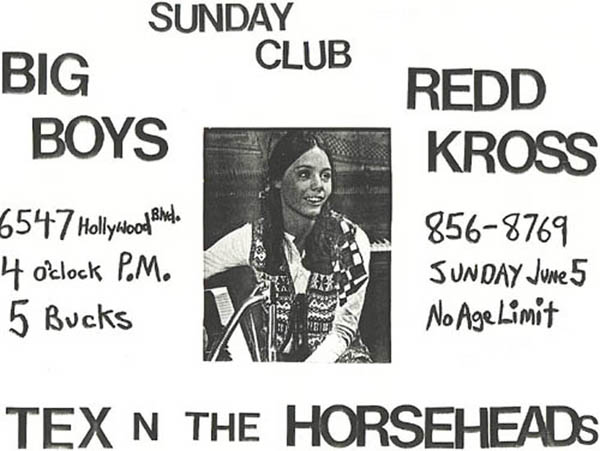 SUNDAY
CLUB
BIG
BOYS
REDD
KROSS
6547 Hollywood Blvd.
4 o'clock P.M.
5 Bucks
856-8769
SUNDAY June 5
No Age Limit
TEX N THE HORSEHEADs